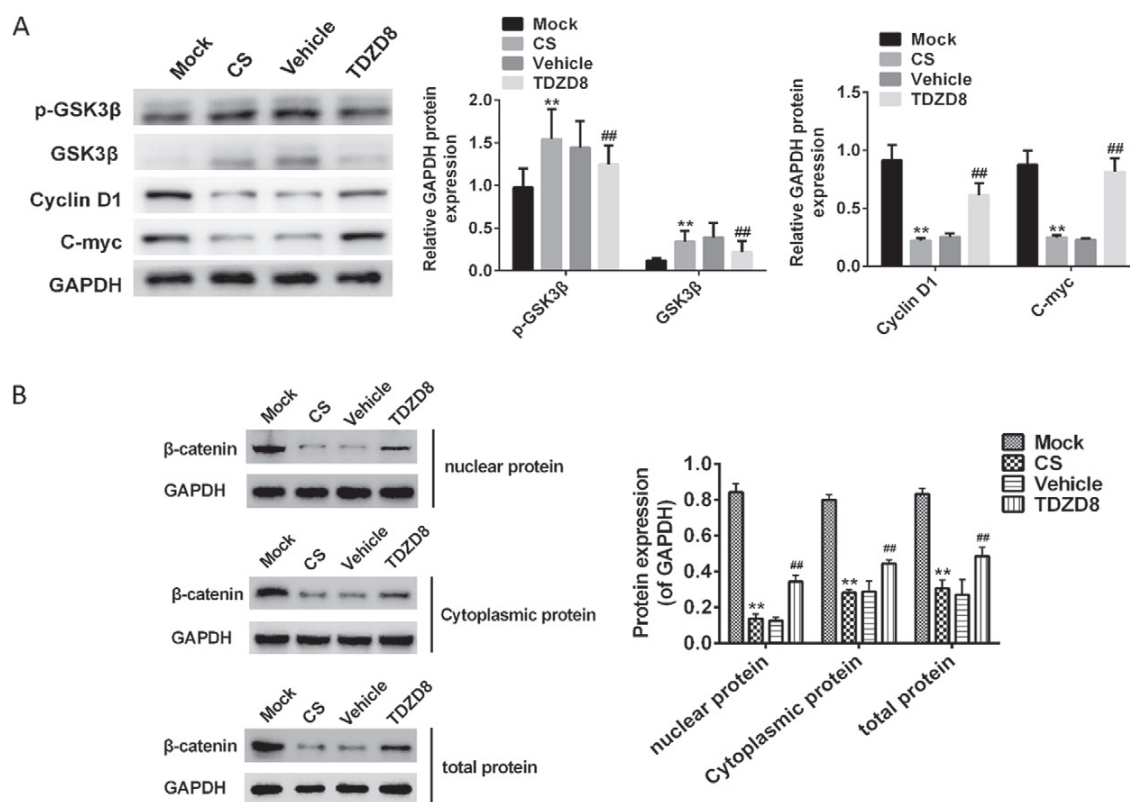 A
Mock CS Vehicle TDZD8
p-GSK3β
GSK3β
Cyclin D1
C-myc
GAPDH
Mock
CS
Vehicle
TDZD8
Relative GAPDH protein
expression
2.0
1.5
1.0
0.5
0.0
** ##
** ##
p-GSK3β GSK3β
Mock
CS
Vehicle
TDZD8
Relative GAPDH protein
expression
1.5
1.0
0.5
0.0
** ##
** ##
Cyclin D1 C-myc
B
Mock CS Vehicle TDZD8
β-catenin
GAPDH
nuclear protein
Mock CS Vehicle TDZD8
β-catenin
GAPDH
Cytoplasmic protein
Mock CS Vehicle TDZD8
β-catenin
GAPDH
total protein
Mock
CS
Vehicle
TDZD8
Protein expression
(of GAPDH)
1.0
0.8
0.6
0.4
0.2
0.0
** ##
** ##
** ##
nuclear protein Cytoplasmic protein total protein